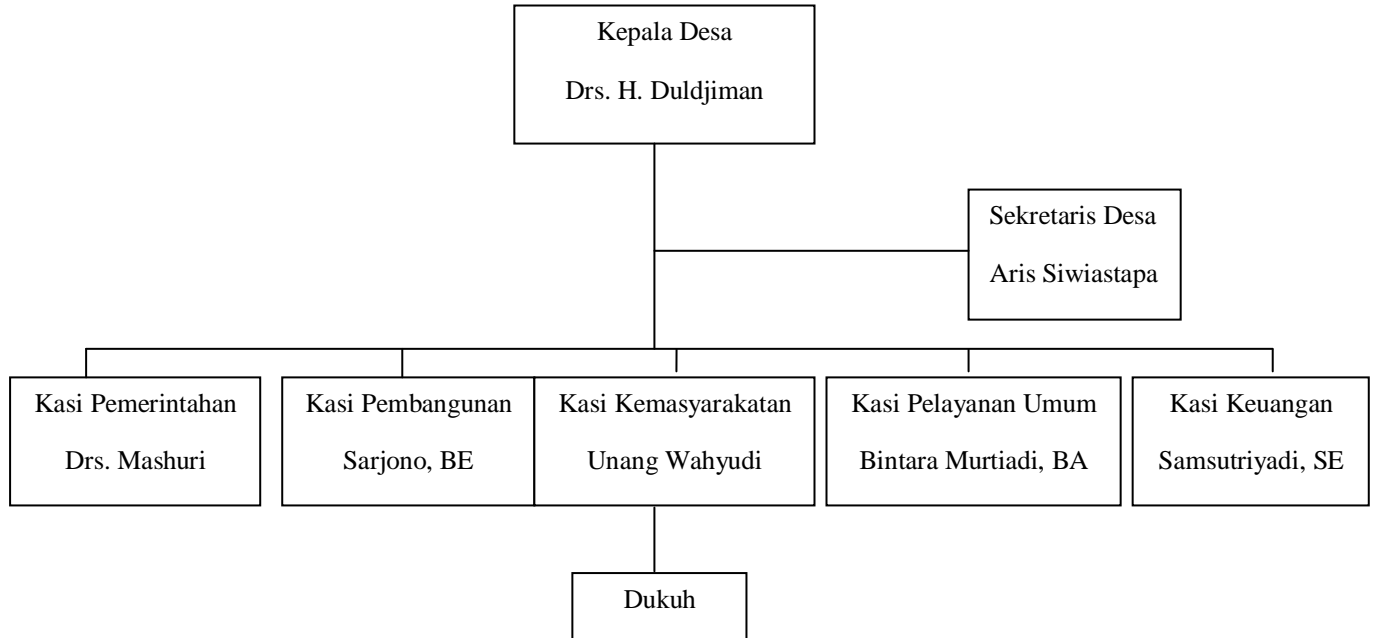 Kepala Desa
Drs. H. Duldjiman
Sekretaris Desa
Aris Siwiastapa
Kasi Pemerintahan
Drs. Mashuri
Kasi Pembangunan
Sarjono, BE
Kasi Kemasyarakatan
Unang Wahyudi
Kasi Pelayanan Umum
Bintara Murtiadi, BA
Kasi Keuangan
Samsutriyadi, SE
Dukuh